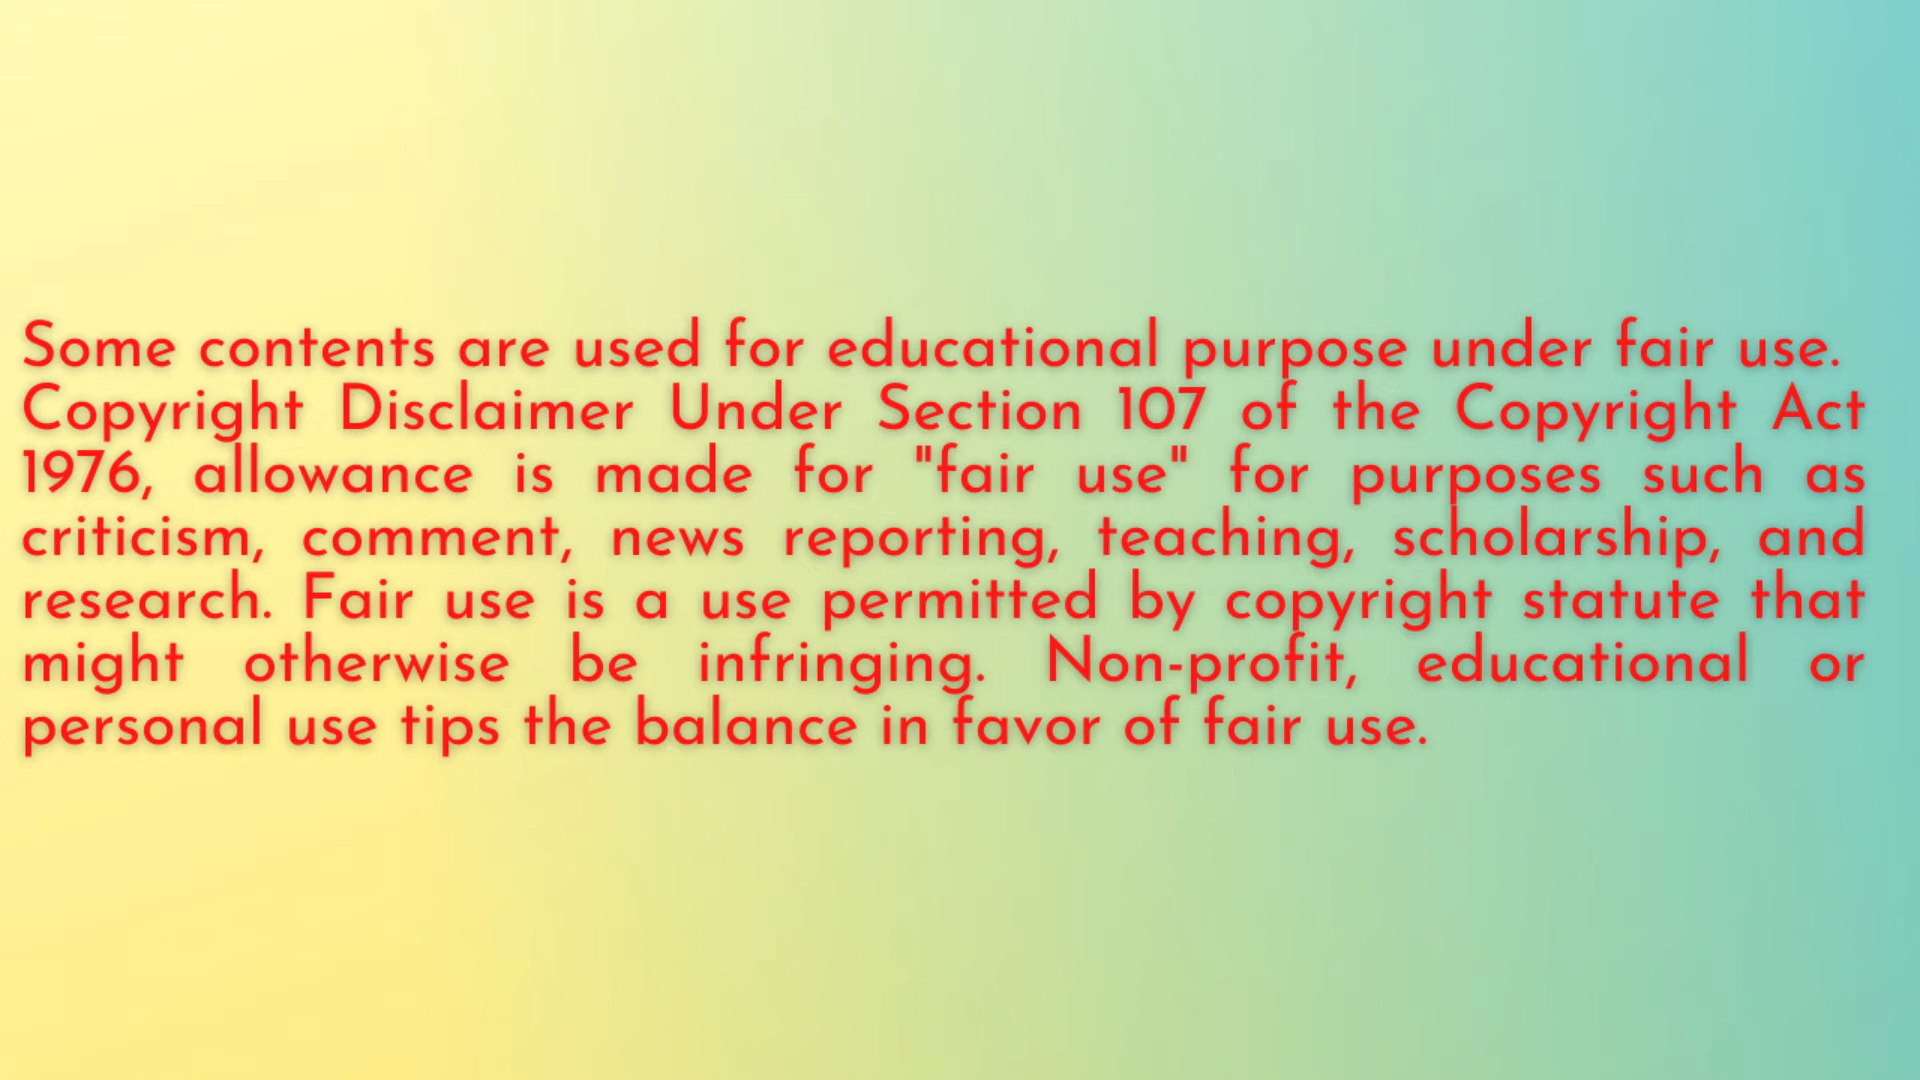 Some contents are used for educational purpose under fair use.
Copyright Disclaimer Under Section 107 of the Copyright Act
1976, allowance is made for "fair use" for purposes such as
criticism, comment, news reporting, teaching, scholarship, and
research. Fair use is a use permitted by copyright statute that
might otherwise be infringing. Non-profit, educational or
personal use tips the balance in favor of fair use.